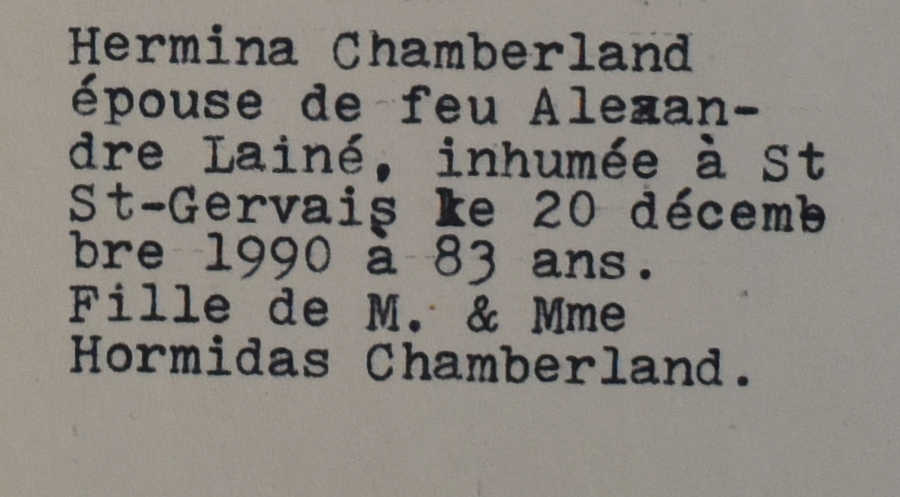 Hermina Chamberland
épouse de feu Alexan-
dre Lainé, inhumée à St
St-Gervais le 20 décemb
bre 1990 à 83 ans.
Fille de M. & Mme
Hormidas Chamberland.